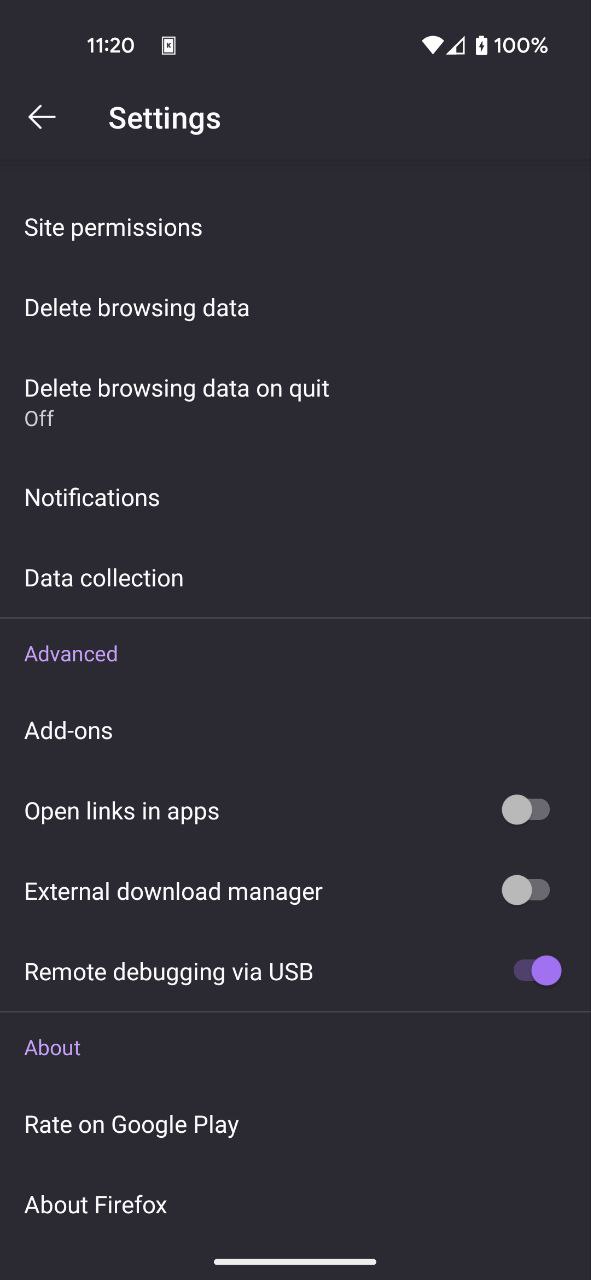 11:20
100%
Settings
Site permissions
Delete browsing data
Delete browsing data on quit
Off
Notifications
Data collection
Advanced
Add-ons
Open links in apps
External download manager
Remote debugging via USB
About
Rate on Google Play
About Firefox